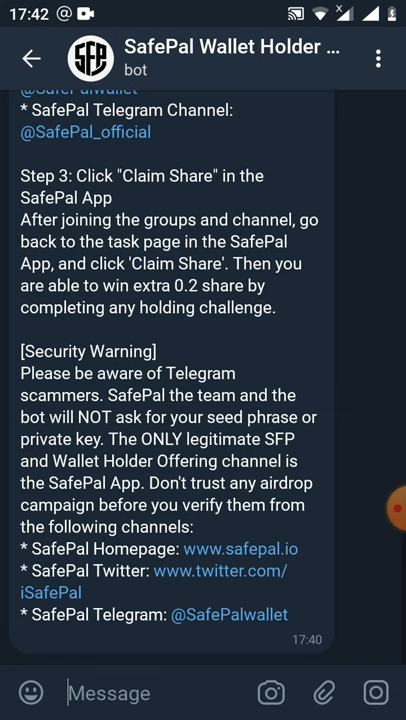 17:42 @
SafePal Wallet Holder ...
bot
@SafePalwallet
* SafePal Telegram Channel:
@SafePal_official
Step 3: Click "Claim Share" in the
SafePal App
After joining the groups and channel, go
back to the task page in the SafePal
App, and click 'Claim Share'. Then you
are able to win extra 0.2 share by
completing any holding challenge.
[Security Warning]
Please be aware of Telegram
scammers. SafePal the team and the
bot will NOT ask for your seed phrase or
private key. The ONLY legitimate SFP
and Wallet Holder Offering channel is
the SafePal App. Don't trust any airdrop
campaign before you verify them from
the following channels:
* SafePal Homepage: www.safepal.io
* SafePal Twitter: www.twitter.com/
iSafePal
* SafePal Telegram: @SafePalwallet
17:40
Message